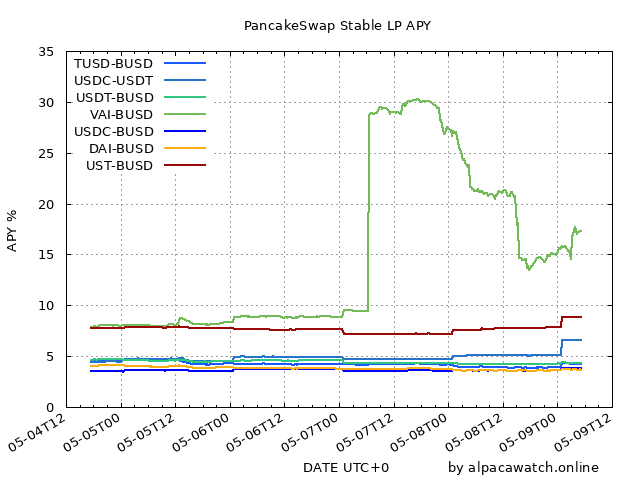 PancakeSwap Stable LP APY
35
30
25
20
15
10
5
0
APY %
TUSD-BUSD
USDC-USDT
USDT-BUSD
VAI-BUSD
USDC-BUSD
DAI-BUSD
UST-BUSD
05-04T12
05-05T00
05-05T12
05-06T00
05-06T12
05-07T00
05-07T12
05-08T00
05-08T12
05-09T00
05-09T12
DATE UTC+0
by alpacawatch.online